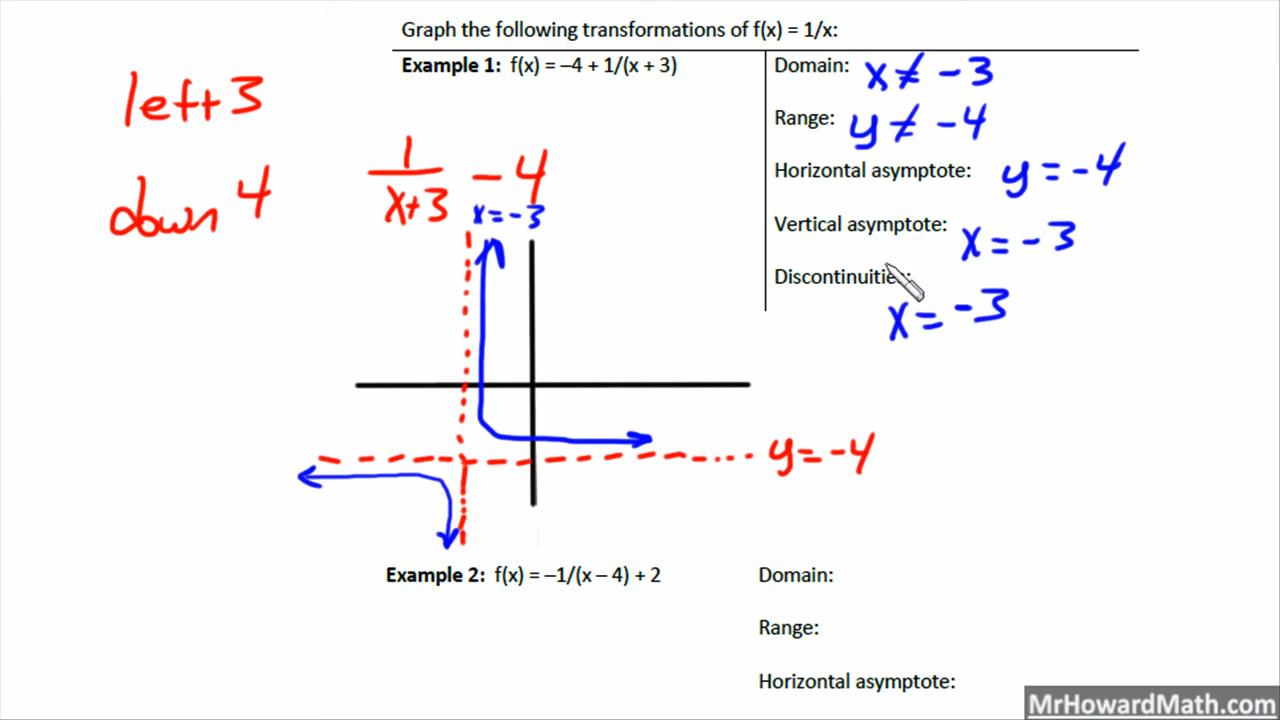 Graph the following transformations of f(x) = 1/x:
Example 1: f(x) = –4 + 1/(x + 3)
left 3
down 4
1
x+3
– 4
x = -3
y = -4
Domain: x ≠ -3
Range: y ≠ -4
Horizontal asymptote: y = -4
Vertical asymptote: x = -3
Discontinuities:
x = -3
Example 2: f(x) = –1/(x – 4) + 2
Domain:
Range:
Horizontal asymptote:
MrHowardMath.com